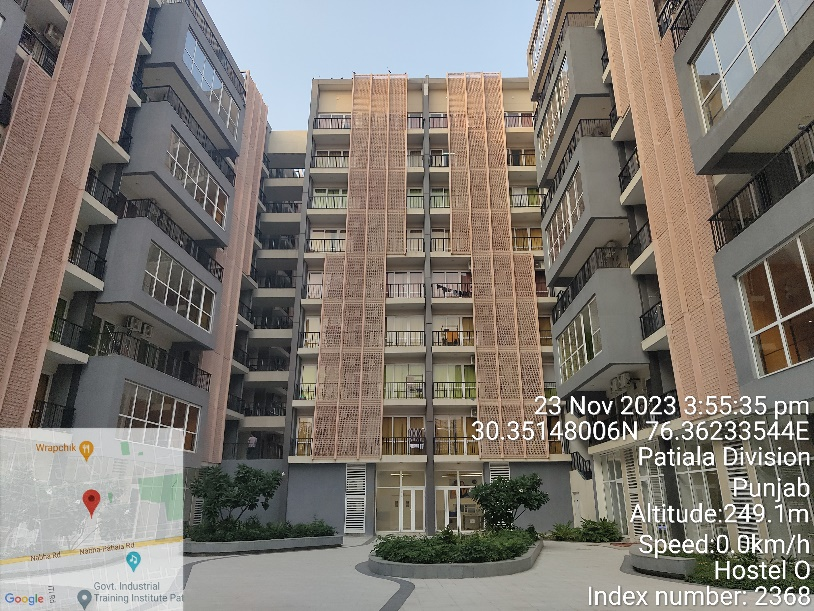 23 Nov 2023 3:55:35 pm
30.35148006N 76.36233544E
Patiala Division
Punjab
Altitude:249.1m
Speed:0.0km/h
Hostel O
Index number: 2368
Wrapchik
Nabha Rd
Nabha-Patiala Rd
Govt. Industrial
Training Institute Pat
Google